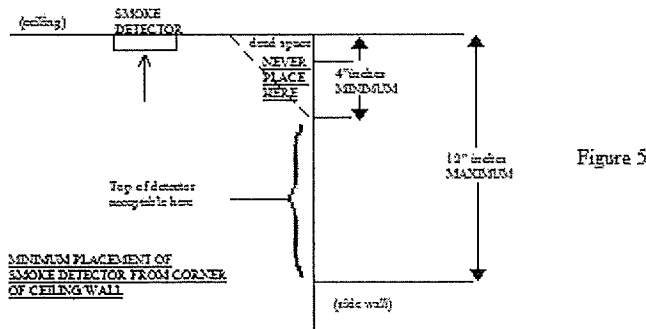 SMOKE
DETECTOR
(ceiling)
dead space
NEVER
PLACE
HERE
4" inches
MINIMUM
12" inches
MAXIMUM
Figure 5
Top of detector
acceptable here
MINIMUM PLACEMENT OF
SMOKE DETECTOR FROM CORNER
OF CEILING WALL
(side wall)